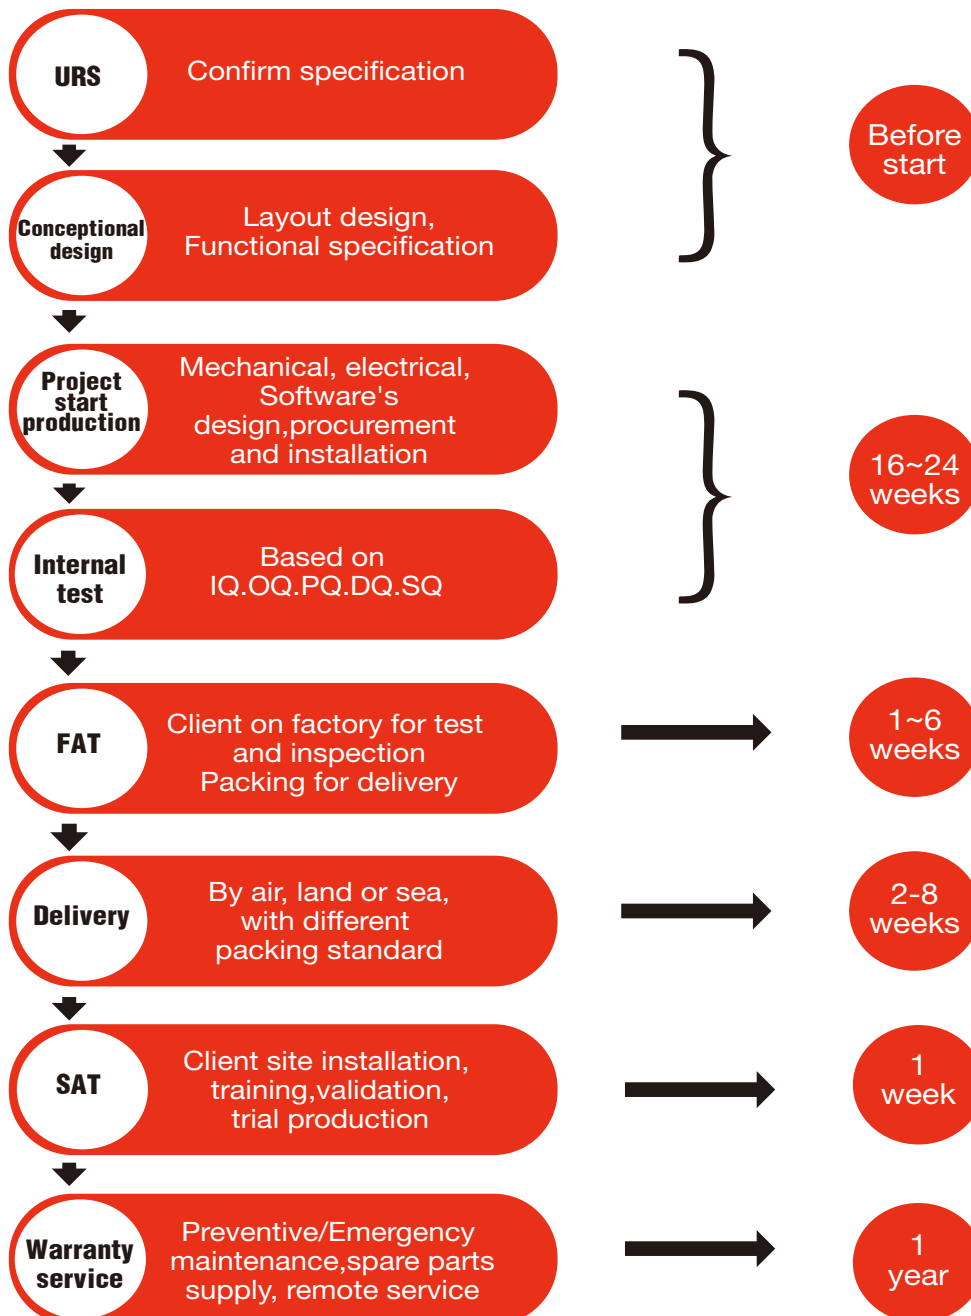 URS
Confirm specification
Before
start
Conceptional
design
Layout design,
Functional specification
Project
start
production
Mechanical, electrical,
Software's
design,procurement
and installation
16~24
weeks
Internal
test
Based on
IQ.OQ.PQ.DQ.SQ
FAT
Client on factory for test
and inspection
Packing for delivery
1~6
weeks
Delivery
By air, land or sea,
with different
packing standard
2-8
weeks
SAT
Client site installation,
training,validation,
trial production
1
week
Warranty
service
Preventive/Emergency
maintenance,spare parts
supply, remote service
1
year